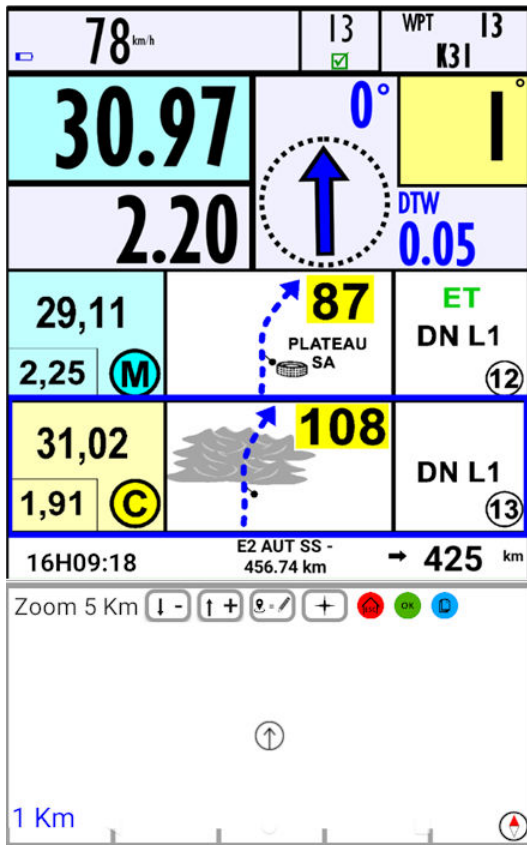 78 km/h
13
WPT 13
K31
30.97
0°
1°
2.20
DTW
0.05
29,11
87
ET
PLATEAU
SA
DN L1
2,25 M
12
31,02
108
DN L1
1,91 C
13
16H09:18
E2 AUT SS -
456.74 km
→ 425 km
Zoom 5 Km ↓ - ↑ + = + ESC OK
1 Km